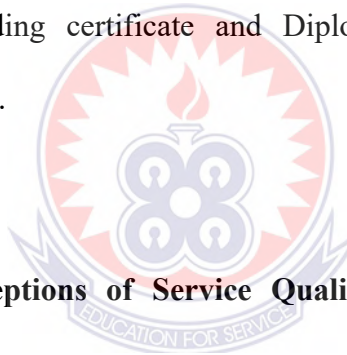 ding certificate and Diplo
.
eptions of Service Quali
EDUCATION FOR SERVICE